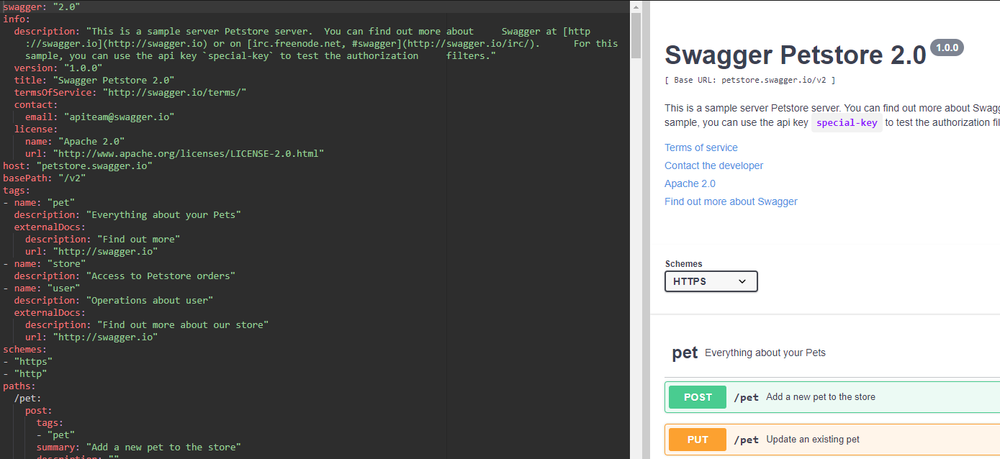 swagger: "2.0"
info:
description: "This is a sample server Petstore server.  You can find out more about     Swagger at [http
://swagger.io](http://swagger.io) or on [irc.freenode.net, #swagger](http://swagger.io/irc/).      For this
sample, you can use the api key `special-key` to test the authorization     filters."
version: "1.0.0"
title: "Swagger Petstore 2.0"
termsOfService: "http://swagger.io/terms/"
contact:
email: "apiteam@swagger.io"
license:
name: "Apache 2.0"
url: "http://www.apache.org/licenses/LICENSE-2.0.html"
host: "petstore.swagger.io"
basePath: "/v2"
tags:
- name: "pet"
description: "Everything about your Pets"
externalDocs:
description: "Find out more"
url: "http://swagger.io"
- name: "store"
description: "Access to Petstore orders"
- name: "user"
description: "Operations about user"
externalDocs:
description: "Find out more about our store"
url: "http://swagger.io"
schemes:
- "https"
- "http"
paths:
/pet:
post:
tags:
- "pet"
summary: "Add a new pet to the store"
description: ""
Swagger Petstore 2.0 1.0.0
[ Base URL: petstore.swagger.io/v2 ]
This is a sample server Petstore server. You can find out more about Swagg
sample, you can use the api key special-key to test the authorization fil
Terms of service
Contact the developer
Apache 2.0
Find out more about Swagger
Schemes
HTTPS
pet Everything about your Pets
POST /pet Add a new pet to the store
PUT /pet Update an existing pet